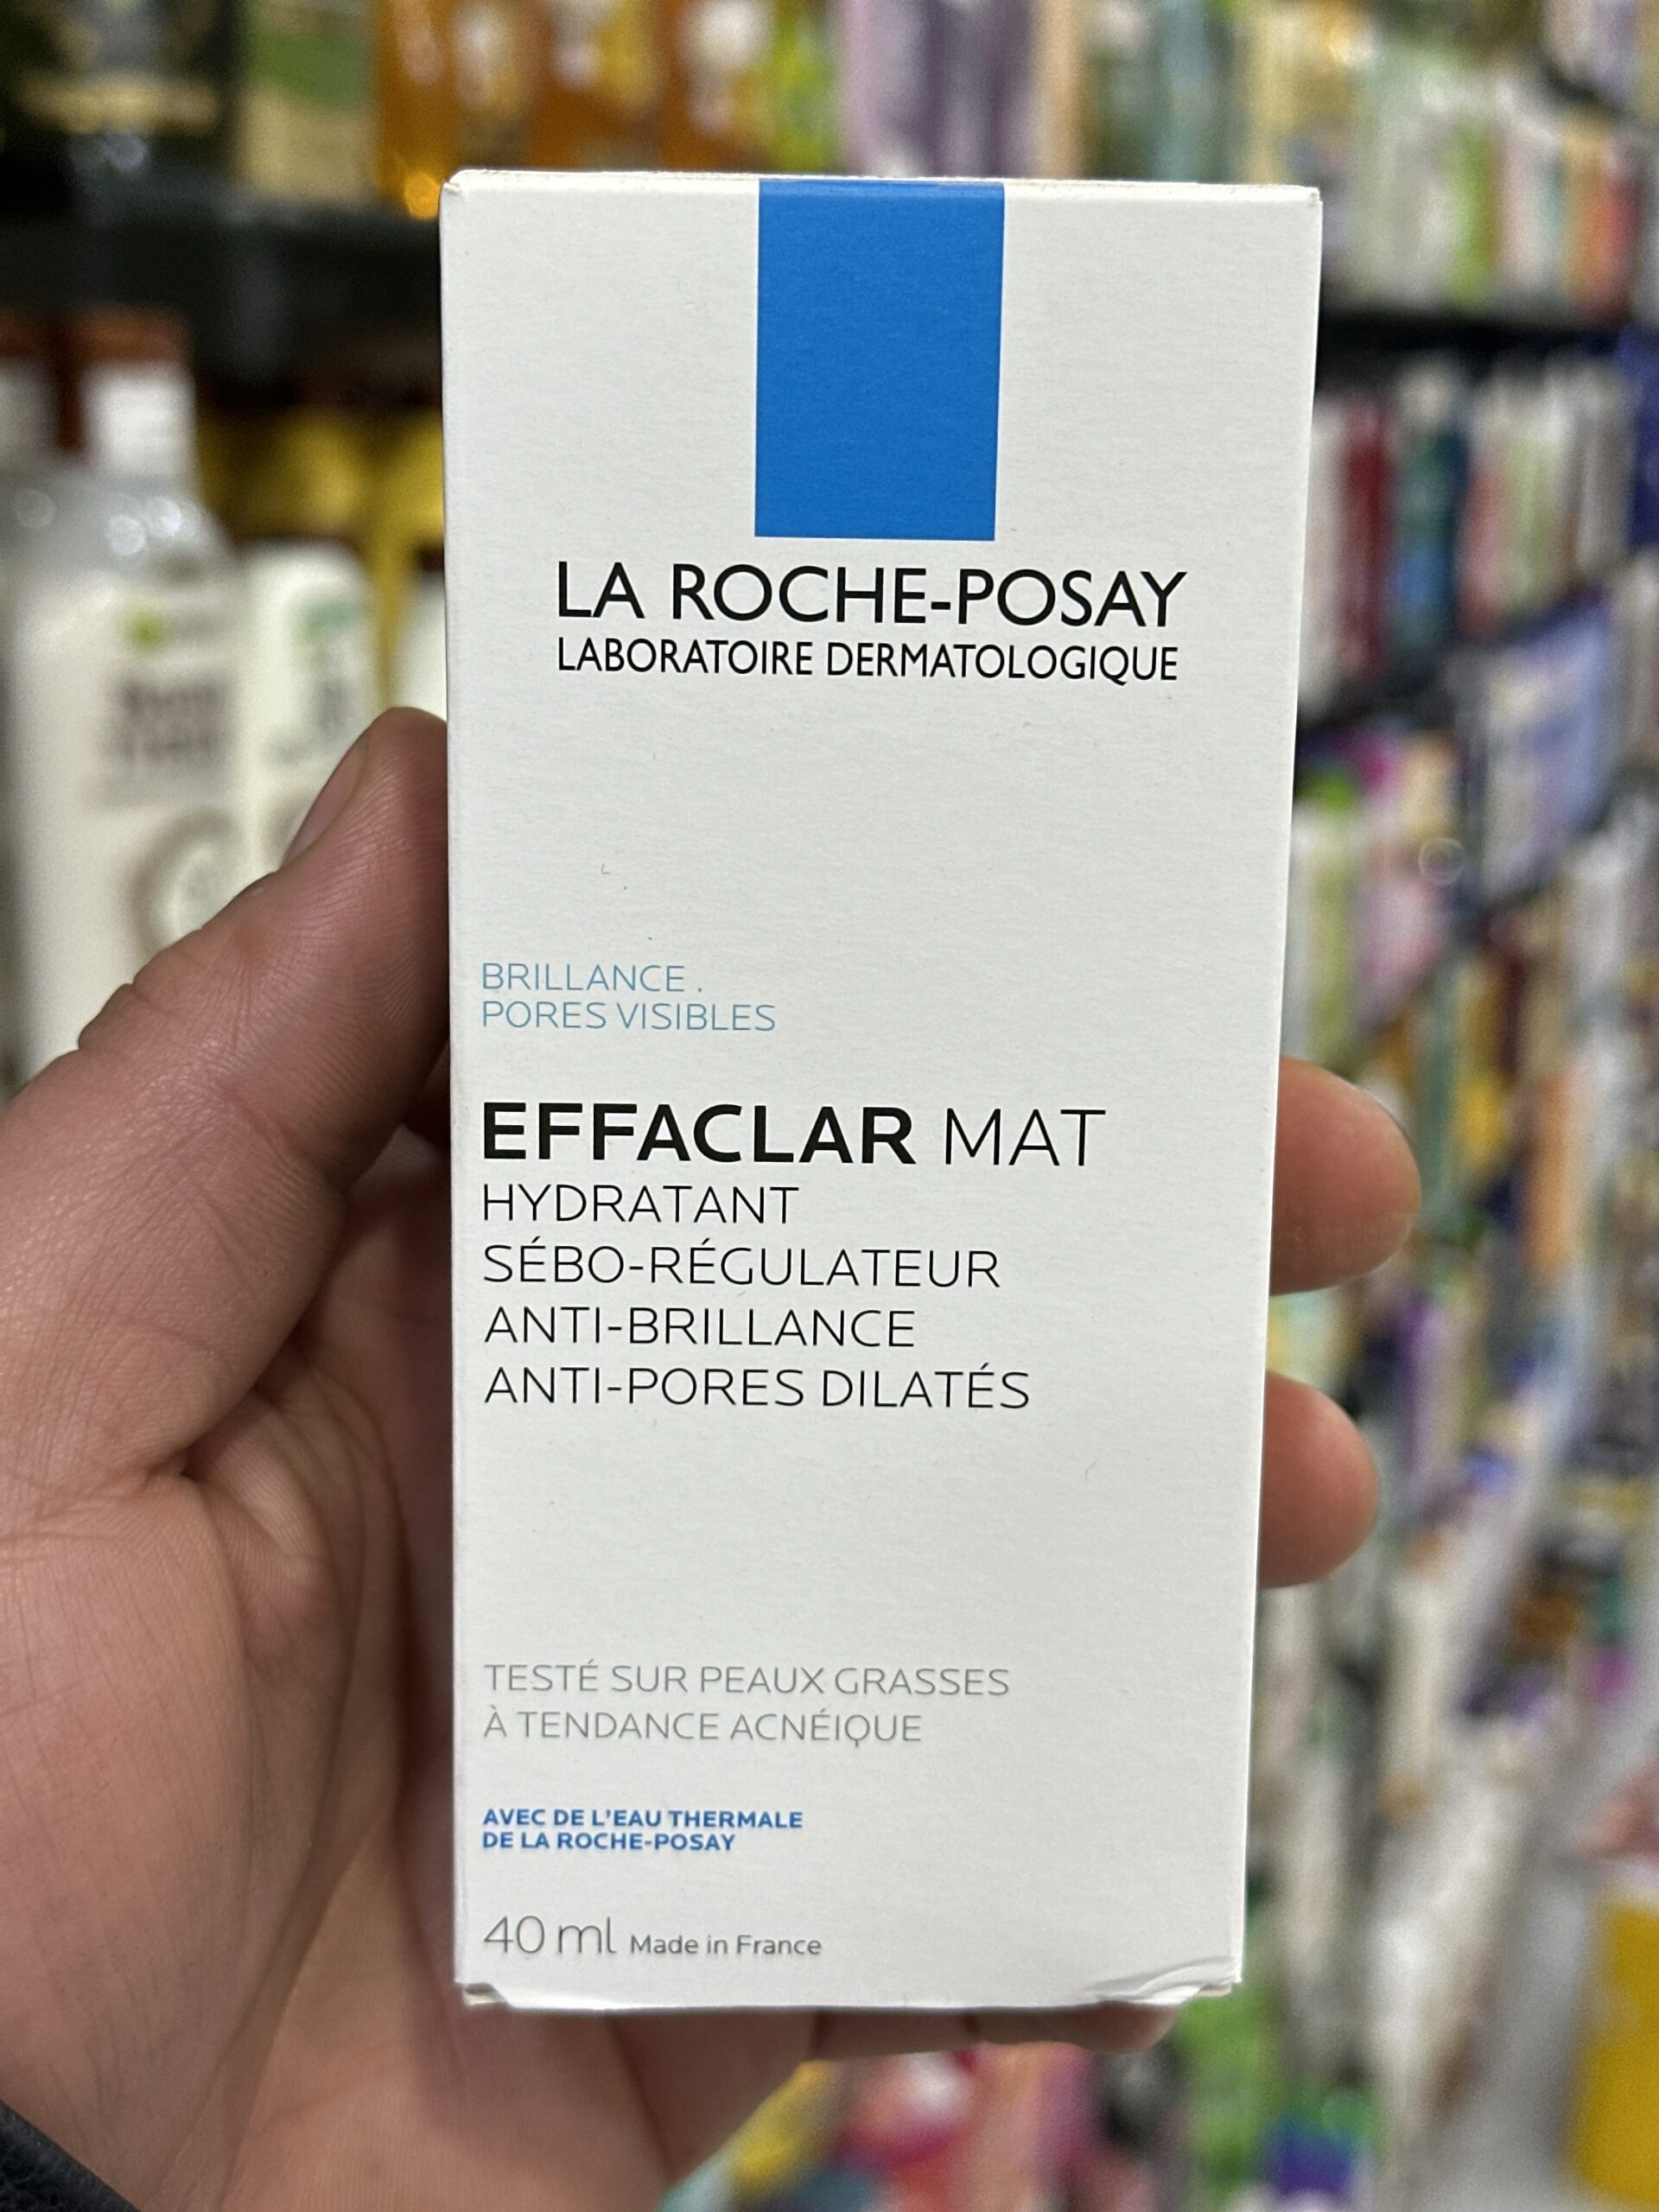 LA ROCHE-POSAY
LABORATOIRE DERMATOLOGIQUE
BRILLANCE .
PORES VISIBLES
EFFACLAR MAT
HYDRATANT
SÉBO-RÉGULATEUR
ANTI-BRILLANCE
ANTI-PORES DILATÉS
TESTÉ SUR PEAUX GRASSES
À TENDANCE ACNÉIQUE
AVEC DE L'EAU THERMALE
DE LA ROCHE-POSAY
40 ml Made in France